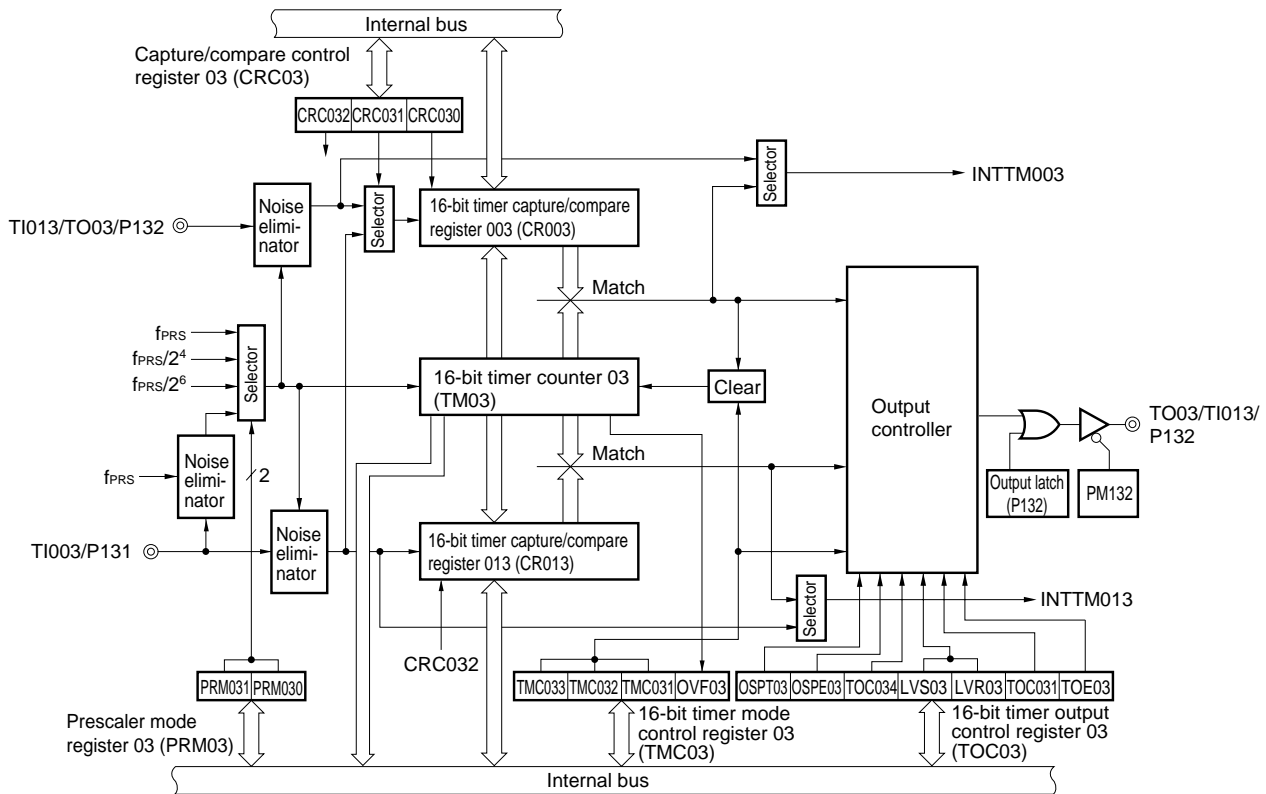 Internal bus
Capture/compare control
register 03 (CRC03)
CRC032 CRC031 CRC030
Selector
INTTM003
Noise
elimi-
nator
Selector
16-bit timer capture/compare
register 003 (CR003)
TI013/TO03/P132
Match
fPRS
fPRS/2⁴
fPRS/2⁶
Selector
16-bit timer counter 03
(TM03)
Clear
Output
controller
TO03/TI013/
P132
Match
fPRS
Noise
elimi-
nator
2
Output latch
(P132)
PM132
TI003/P131
Noise
elimi-
nator
16-bit timer capture/compare
register 013 (CR013)
Selector
INTTM013
CRC032
PRM031 PRM030
TMC033 TMC032 TMC031 OVF03
OSPT03 OSPE03 TOC034 LVS03 LVR03 TOC031 TOE03
Prescaler mode
register 03 (PRM03)
16-bit timer mode
control register 03
(TMC03)
16-bit timer output
control register 03
(TOC03)
Internal bus